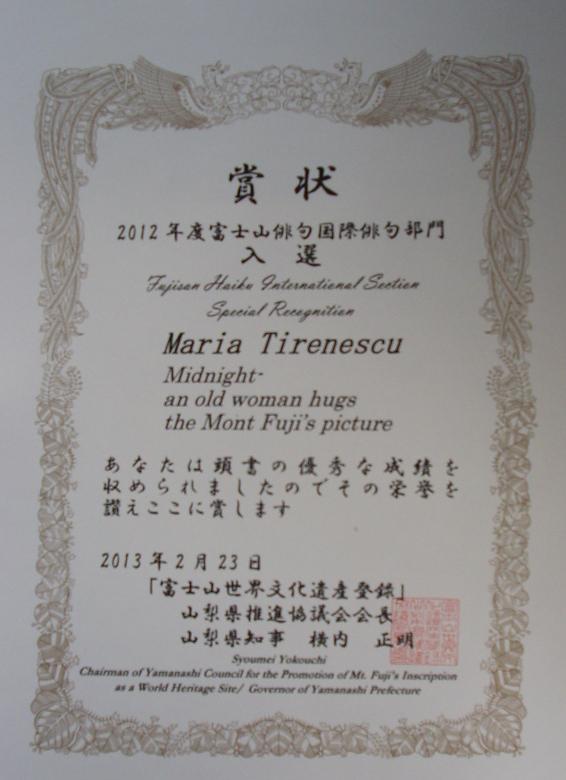 賞状
2012年度富士山俳句国際俳句部門
入選
Fujisan Haiku International Section
Special Recognition
Maria Tirenescu
Midnight-
an old woman hugs
the Mont Fuji's picture
あなたは頭書の優秀な成績を
収められましたのでその栄誉を
讃えここに賞します
2013年2月23日
「富士山世界文化遺産登録」
山梨県推進協議会会長
山梨県知事 横内 正明
Syoumei Yokouchi
Chairman of Yamanashi Council for the Promotion of Mt. Fuji's Inscription
as a World Heritage Site/ Governor of Yamanashi Prefecture